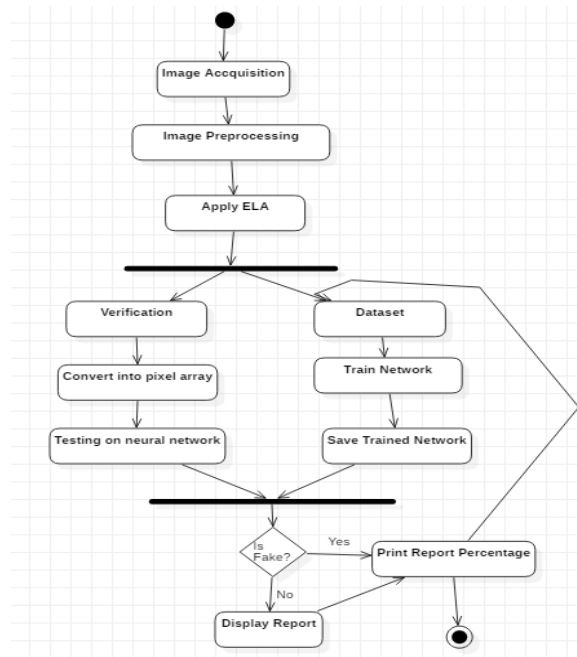 Image Accquisition
Image Preprocessing
Apply ELA
Verification
Dataset
Convert into pixel array
Train Network
Testing on neural network
Save Trained Network
Is
Fake?
Yes
Print Report Percentage
No
Display Report